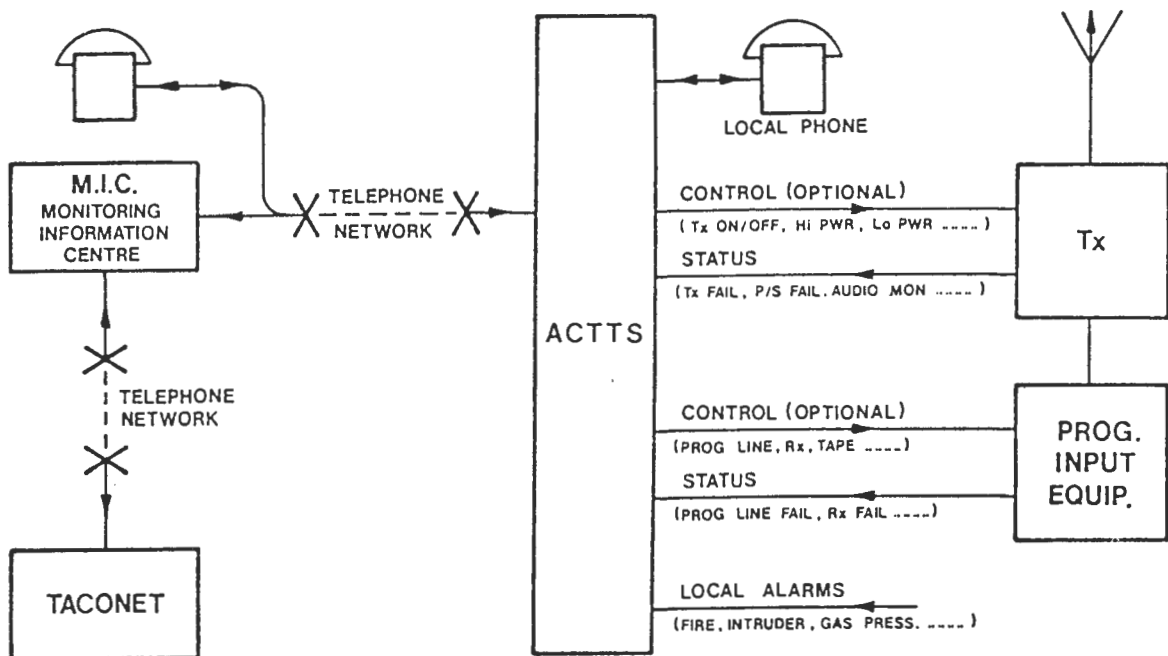 LOCAL PHONE
M.I.C.
MONITORING
INFORMATION
CENTRE
TELEPHONE
NETWORK
CONTROL (OPTIONAL)
(Tx ON/OFF, Hi PWR, Lo PWR ....)
STATUS
(Tx FAIL, P/S FAIL. AUDIO MON ....)
Tx
ACTTS
TELEPHONE
NETWORK
CONTROL (OPTIONAL)
(PROG LINE, Rx, TAPE ....)
STATUS
(PROG LINE FAIL, Rx FAIL ....)
PROG.
INPUT
EQUIP.
TACONET
LOCAL ALARMS
(FIRE, INTRUDER, GAS PRESS. ....)